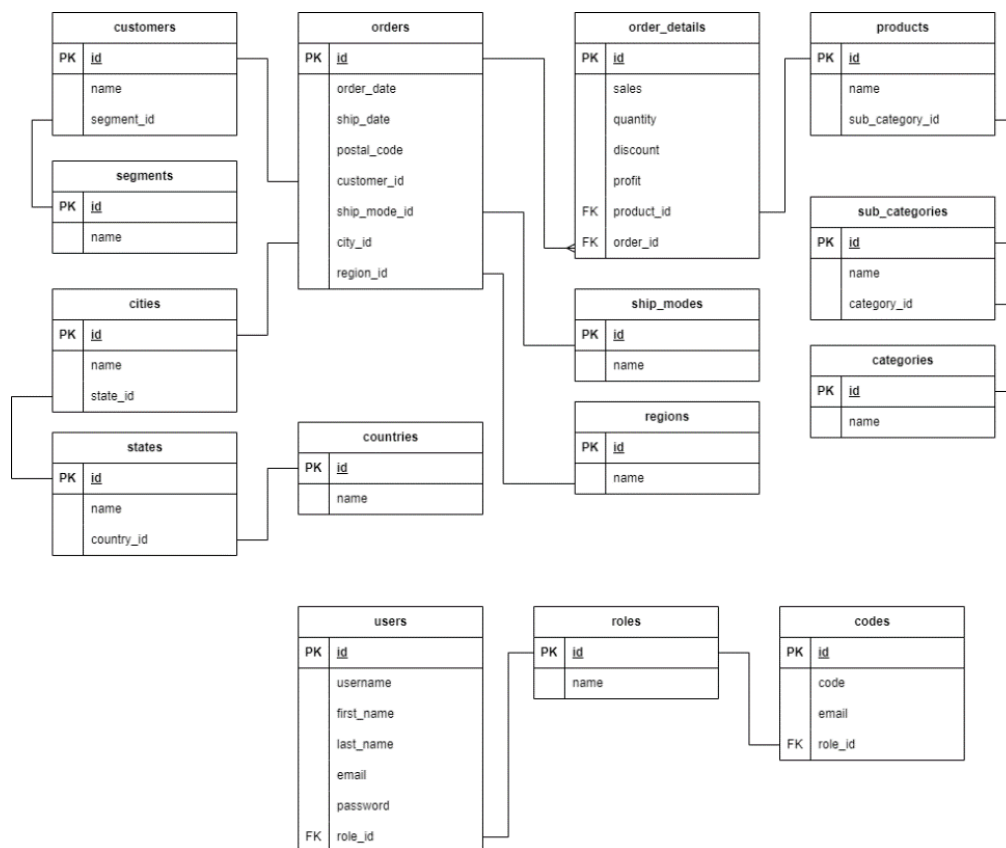 customers
PK id
name
segment_id
segments
PK id
name
cities
PK id
name
state_id
states
PK id
name
country_id
orders
PK id
order_date
ship_date
postal_code
customer_id
ship_mode_id
city_id
region_id
countries
PK id
name
order_details
PK id
sales
quantity
discount
profit
FK product_id
FK order_id
ship_modes
PK id
name
regions
PK id
name
products
PK id
name
sub_category_id
sub_categories
PK id
name
category_id
categories
PK id
name
users
PK id
username
first_name
last_name
email
password
FK role_id
roles
PK id
name
codes
PK id
code
email
FK role_id